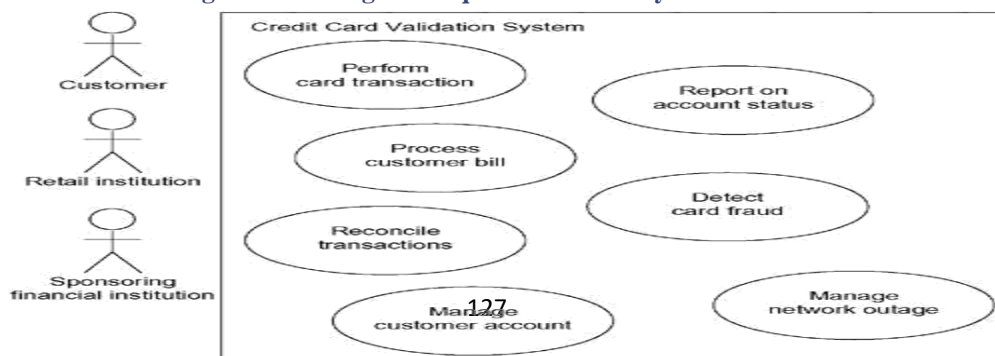 Credit Card Validation System
Customer
Perform
card transaction
Report on
account status
Retail institution
Process
customer bill
Detect
card fraud
Sponsoring
financial institution
Reconcile
transactions
Manage
customer account
127
Manage
network outage